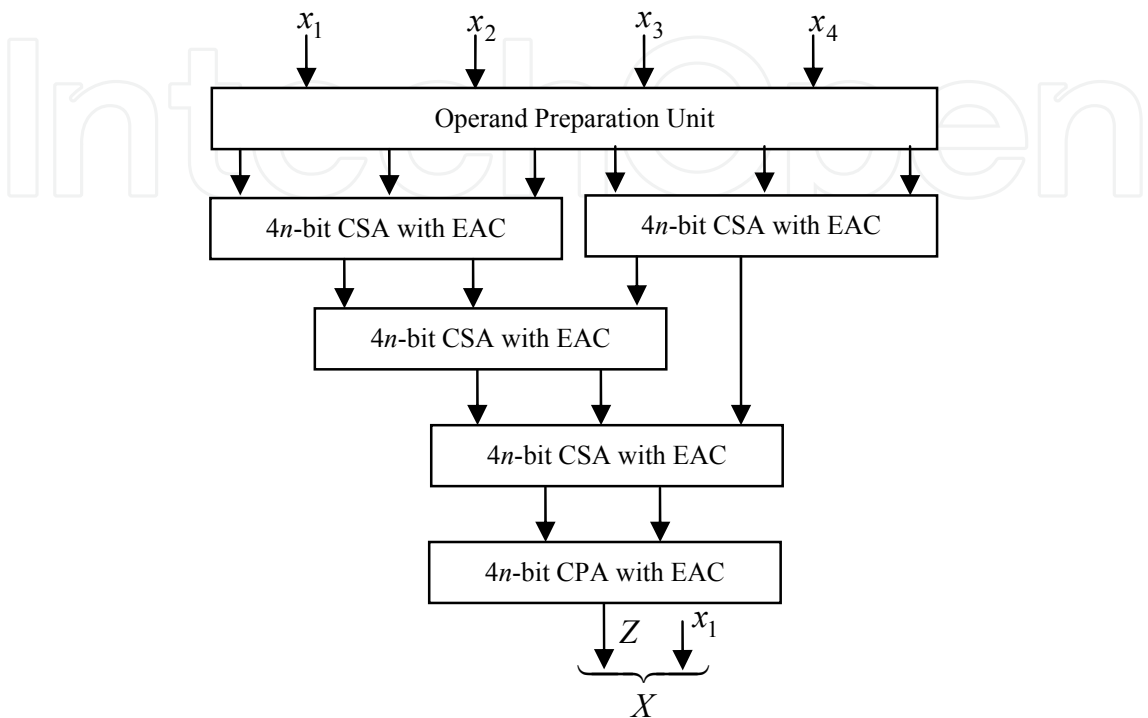 IntechOpen
x₁ x₂ x₃ x₄
Operand Preparation Unit
4n-bit CSA with EAC 4n-bit CSA with EAC
4n-bit CSA with EAC
4n-bit CSA with EAC
4n-bit CPA with EAC
Z x₁
X